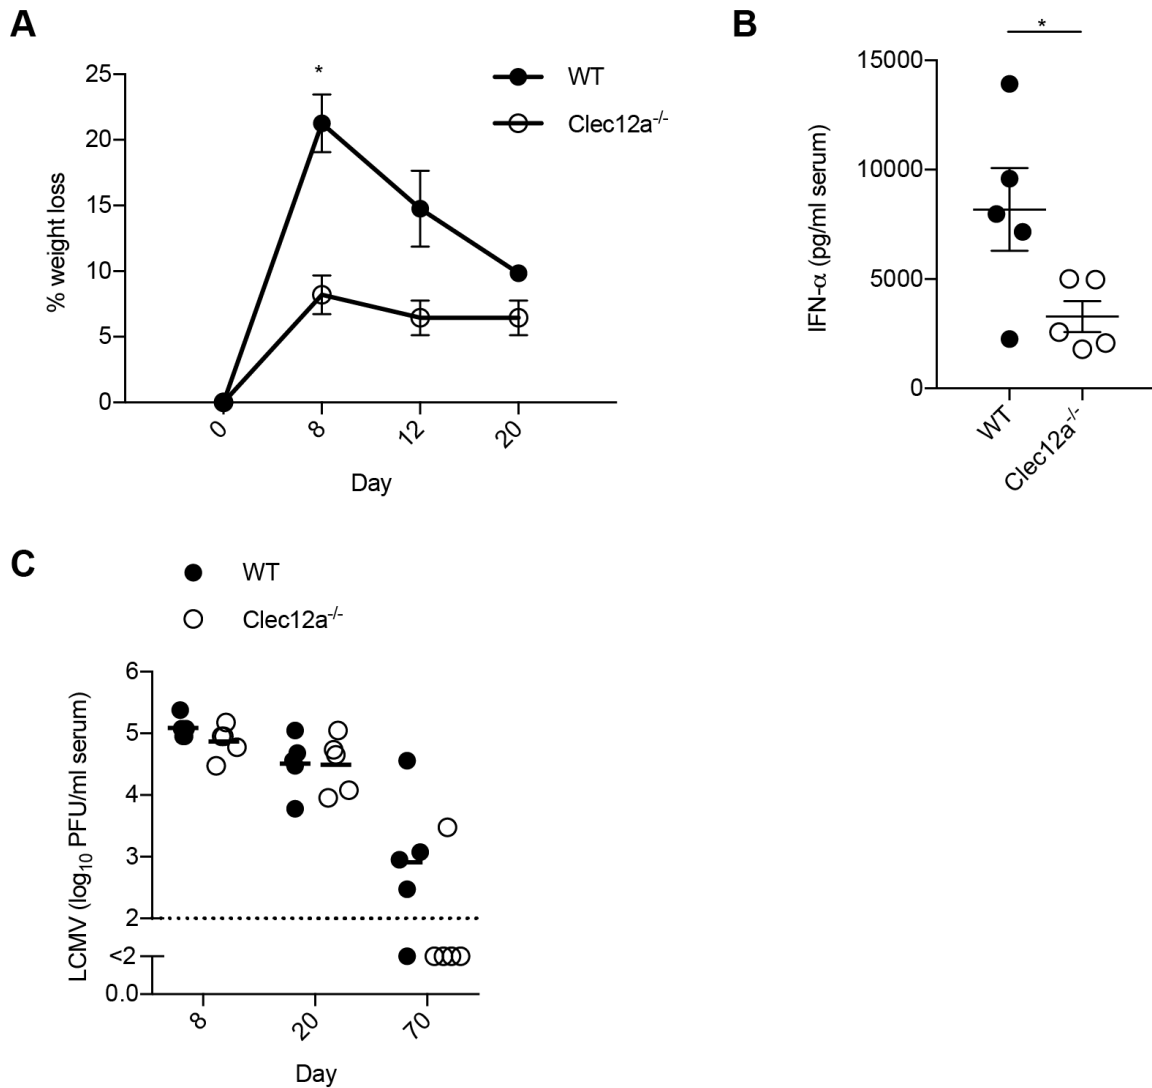 A
B
*
*
25
20
15
10
5
0
% weight loss
WT
Clec12a-/-
0
8
12
20
Day
15000
10000
5000
0
IFN-α (pg/ml serum)
WT
Clec12a-/-
C
WT
Clec12a-/-
6
5
4
3
2
<2
0.0
LCMV (log10 PFU/ml serum)
8
20
70
Day